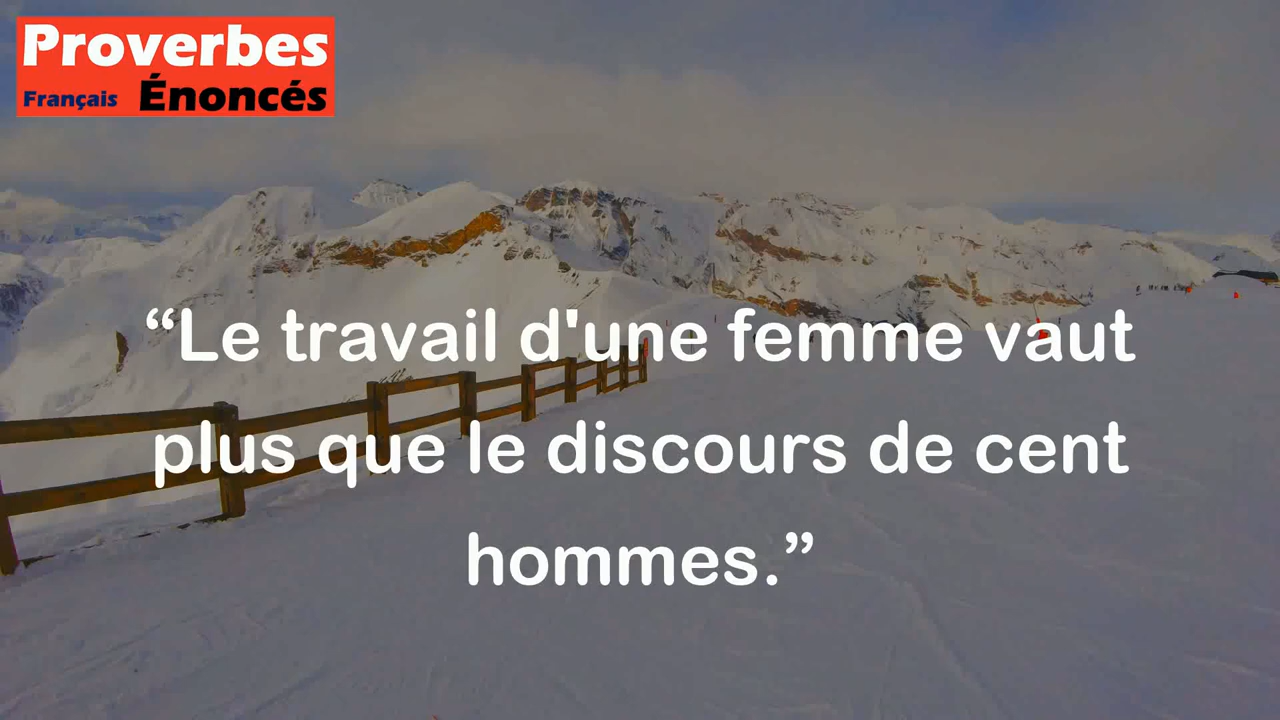 Proverbes
Français Énoncés
“Le travail d'une femme vaut
plus que le discours de cent
hommes.”